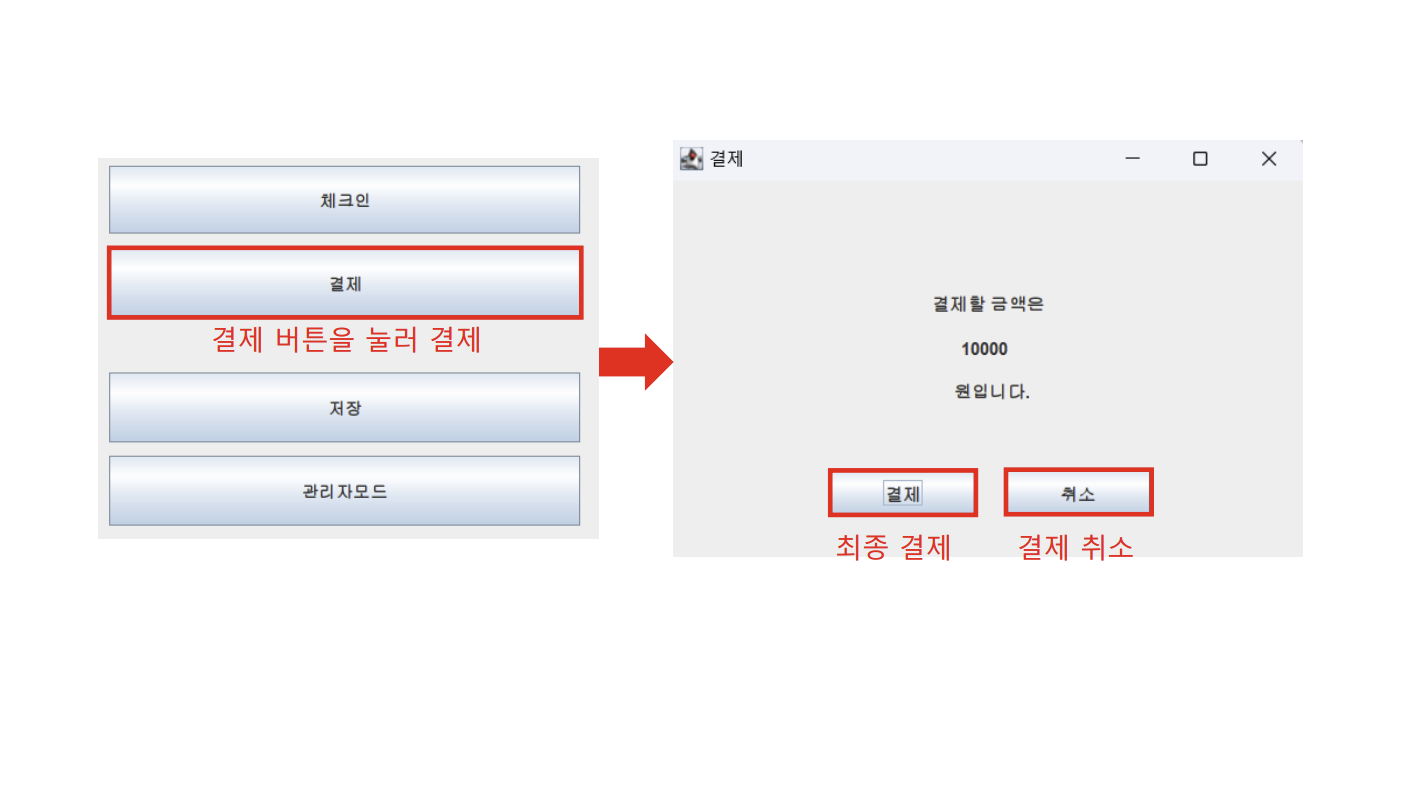 체크인
결제
결제 버튼을 눌러 결제
저장
관리자모드
결제
결제할 금액은
10000
원입니다.
결제
취소
최종 결제
결제 취소